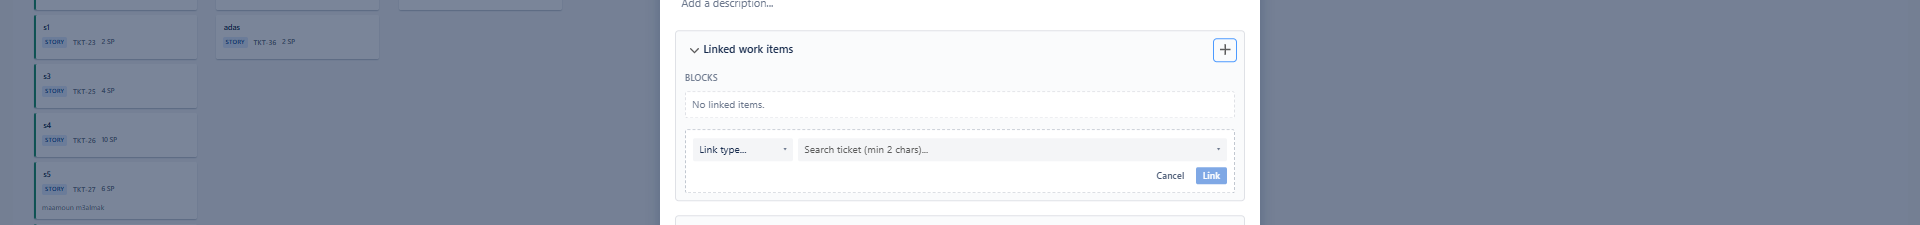 Add a description...
s1
STORY TKT-23 2 SP
adas
STORY TKT-36 2 SP
s3
STORY TKT-25 4 SP
s4
STORY TKT-26 10 SP
s5
STORY TKT-27 6 SP
maamoun m3allmak
Linked work items
BLOCKS
No linked items.
Link type...
Search ticket (min 2 chars)...
Cancel
Link